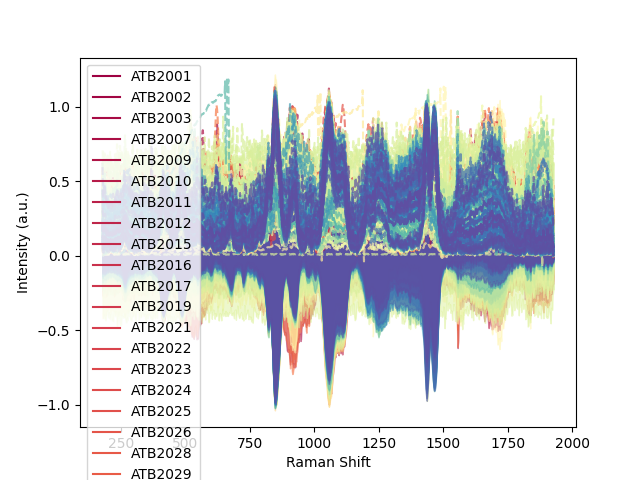 ATB2001
ATB2002
ATB2003
ATB2007
ATB2009
ATB2010
ATB2011
ATB2012
ATB2015
ATB2016
ATB2017
ATB2019
ATB2021
ATB2022
ATB2023
ATB2024
ATB2025
ATB2026
ATB2028
ATB2029
Intensity (a.u.)
1.0
0.5
0.0
−0.5
−1.0
250 500 750 1000 1250 1500 1750 2000
Raman Shift